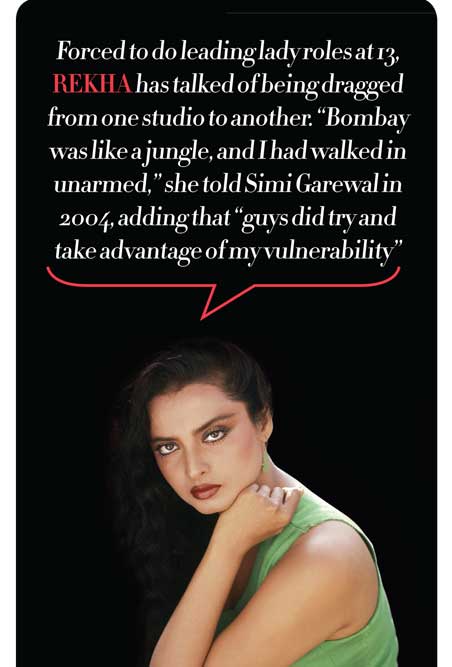 Forced to do leading lady roles at 13,
REKHA has talked of being dragged
from one studio to another. “Bombay
was like a jungle, and I had walked in
unarmed,” she told Simi Garewal in
2004, adding that “guys did try and
take advantage of my vulnerability”